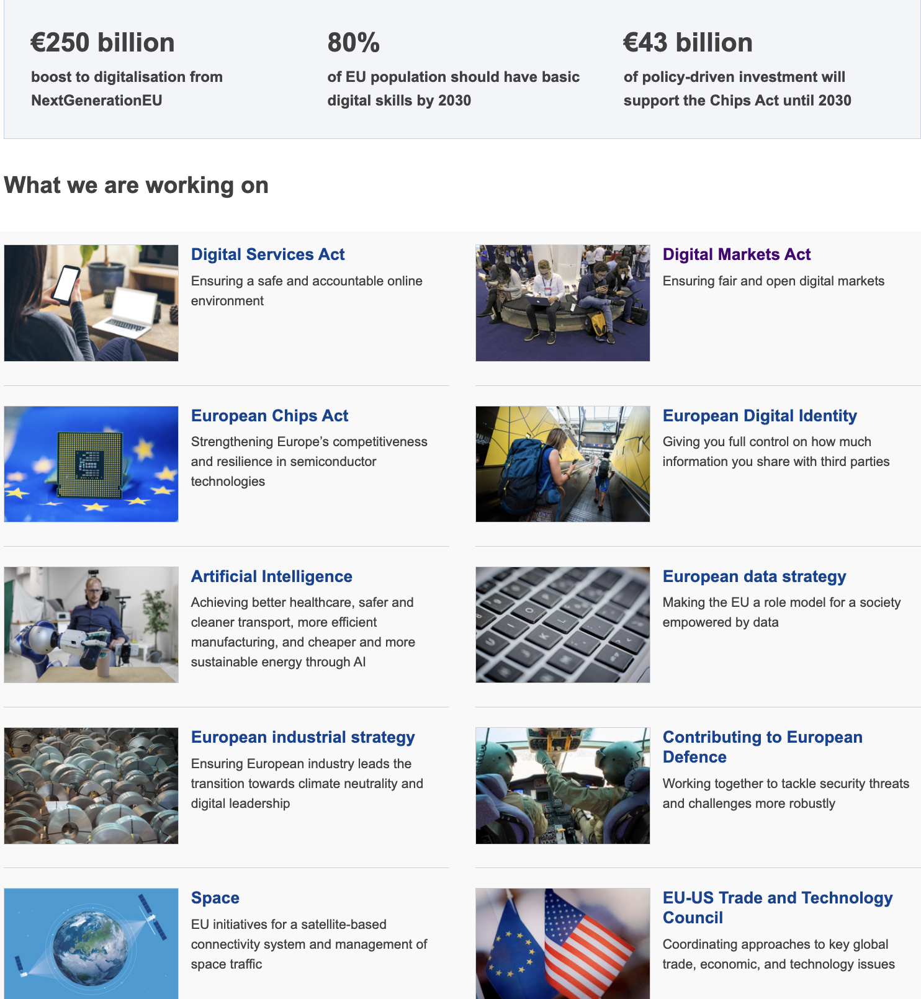 €250 billion
boost to digitalisation from
NextGenerationEU
80%
of EU population should have basic
digital skills by 2030
€43 billion
of policy-driven investment will
support the Chips Act until 2030
What we are working on
Digital Services Act
Ensuring a safe and accountable online
environment
Digital Markets Act
Ensuring fair and open digital markets
European Chips Act
Strengthening Europe’s competitiveness
and resilience in semiconductor
technologies
European Digital Identity
Giving you full control on how much
information you share with third parties
Artificial Intelligence
Achieving better healthcare, safer and
cleaner transport, more efficient
manufacturing, and cheaper and more
sustainable energy through AI
European data strategy
Making the EU a role model for a society
empowered by data
European industrial strategy
Ensuring European industry leads the
transition towards climate neutrality and
digital leadership
Contributing to European
Defence
Working together to tackle security threats
and challenges more robustly
Space
EU initiatives for a satellite-based
connectivity system and management of
space traffic
EU-US Trade and Technology
Council
Coordinating approaches to key global
trade, economic, and technology issues